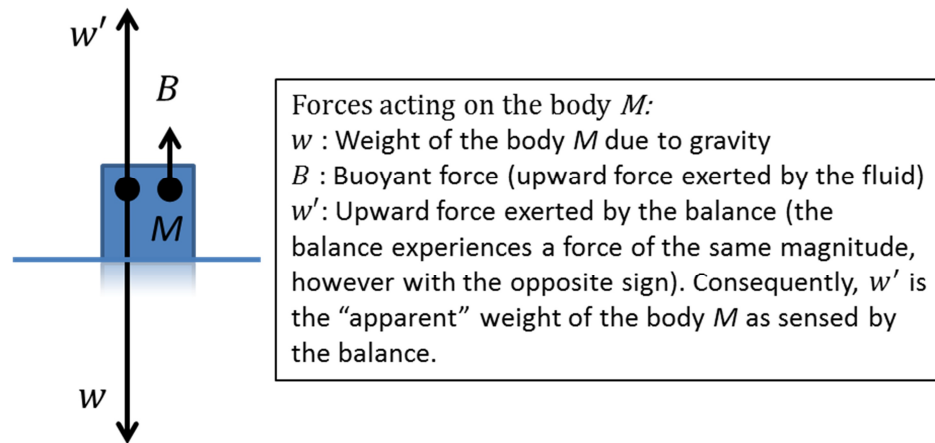 w′
B
M
w
Forces acting on the body M:
w : Weight of the body M due to gravity
B : Buoyant force (upward force exerted by the fluid)
w′: Upward force exerted by the balance (the
balance experiences a force of the same magnitude,
however with the opposite sign). Consequently, w′ is
the “apparent” weight of the body M as sensed by
the balance.